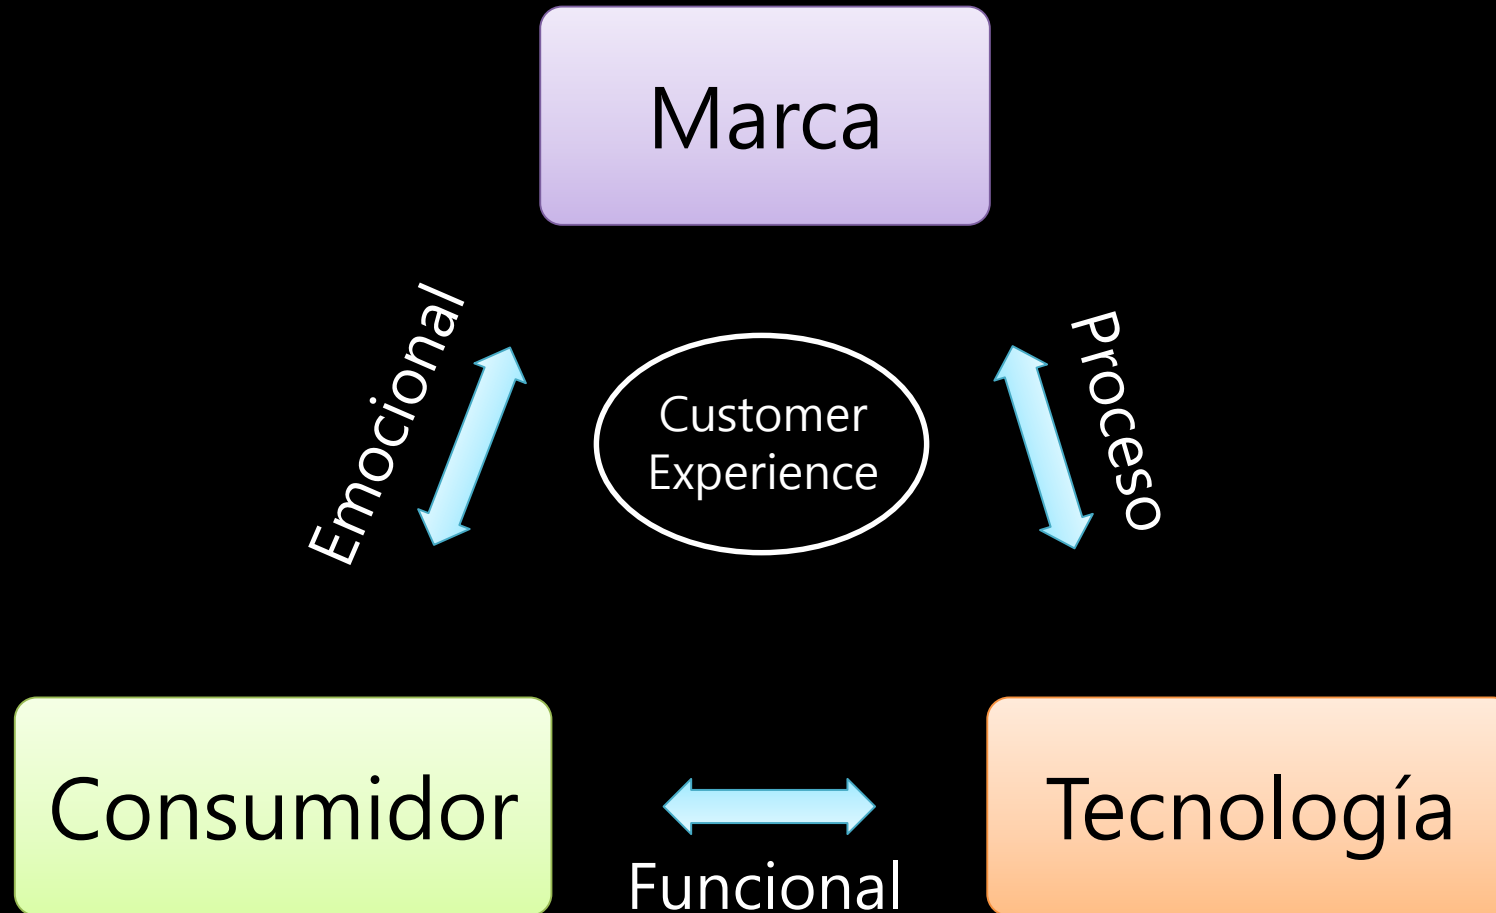 Marca
Emocional
Customer
Experience
Proceso
Consumidor
Tecnología
Funcional